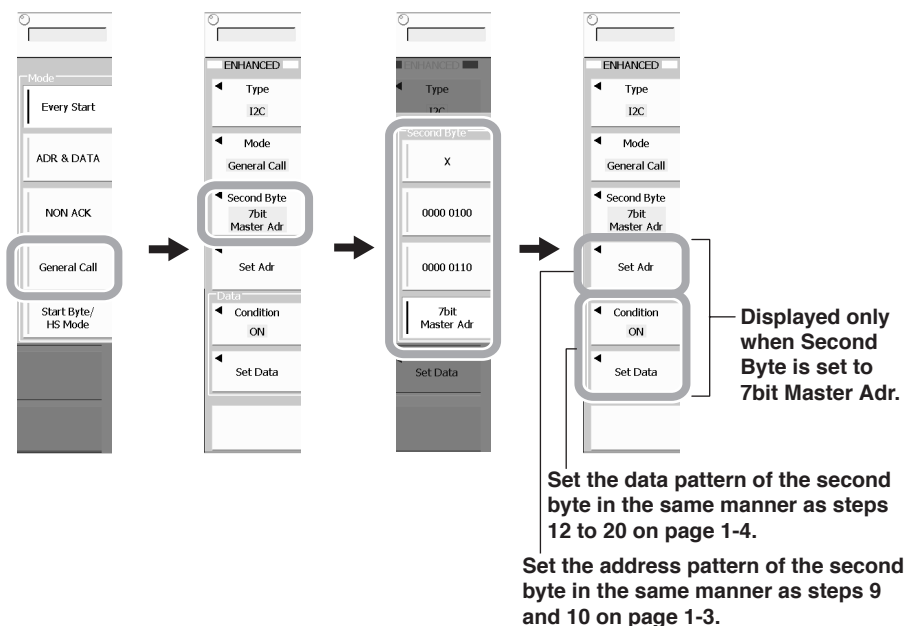 Mode
Every Start
ADR & DATA
NON ACK
General Call
Start Byte/
HS Mode
ENHANCED
Type
I2C
Mode
General Call
Second Byte
7bit
Master Adr
Set Adr
Data
Condition
ON
Set Data
ENHANCED
Type
I2C
Second Byte
X
0000 0100
0000 0110
7bit
Master Adr
Set Data
ENHANCED
Type
I2C
Mode
General Call
Second Byte
7bit
Master Adr
Set Adr
Condition
ON
Set Data
Displayed only
when Second
Byte is set to
7bit Master Adr.
Set the data pattern of the second
byte in the same manner as steps
12 to 20 on page 1-4.
Set the address pattern of the second
byte in the same manner as steps 9
and 10 on page 1-3.